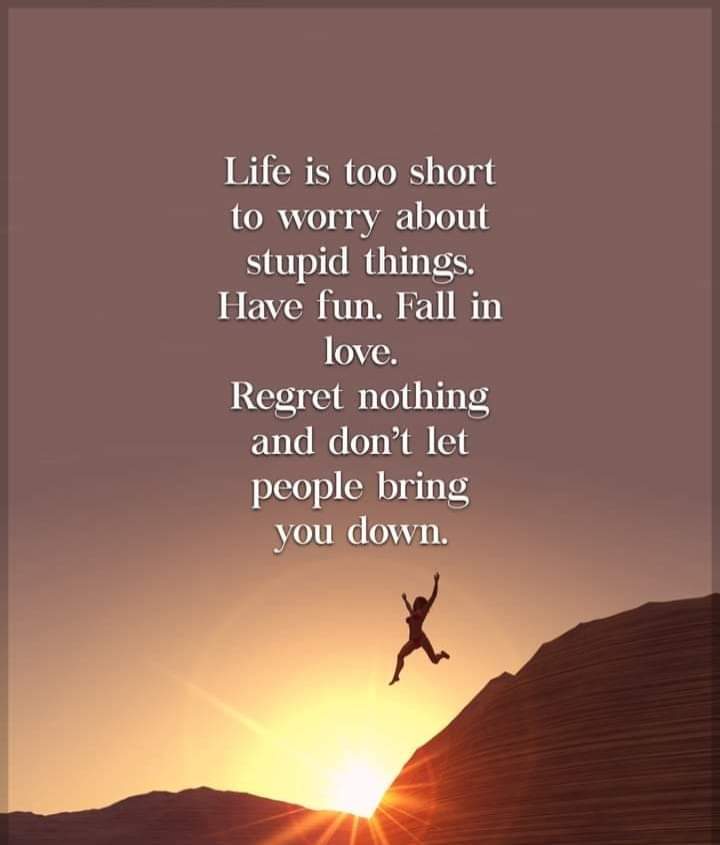 Life is too short
to worry about
stupid things.
Have fun. Fall in
love.
Regret nothing
and don’t let
people bring
you down.